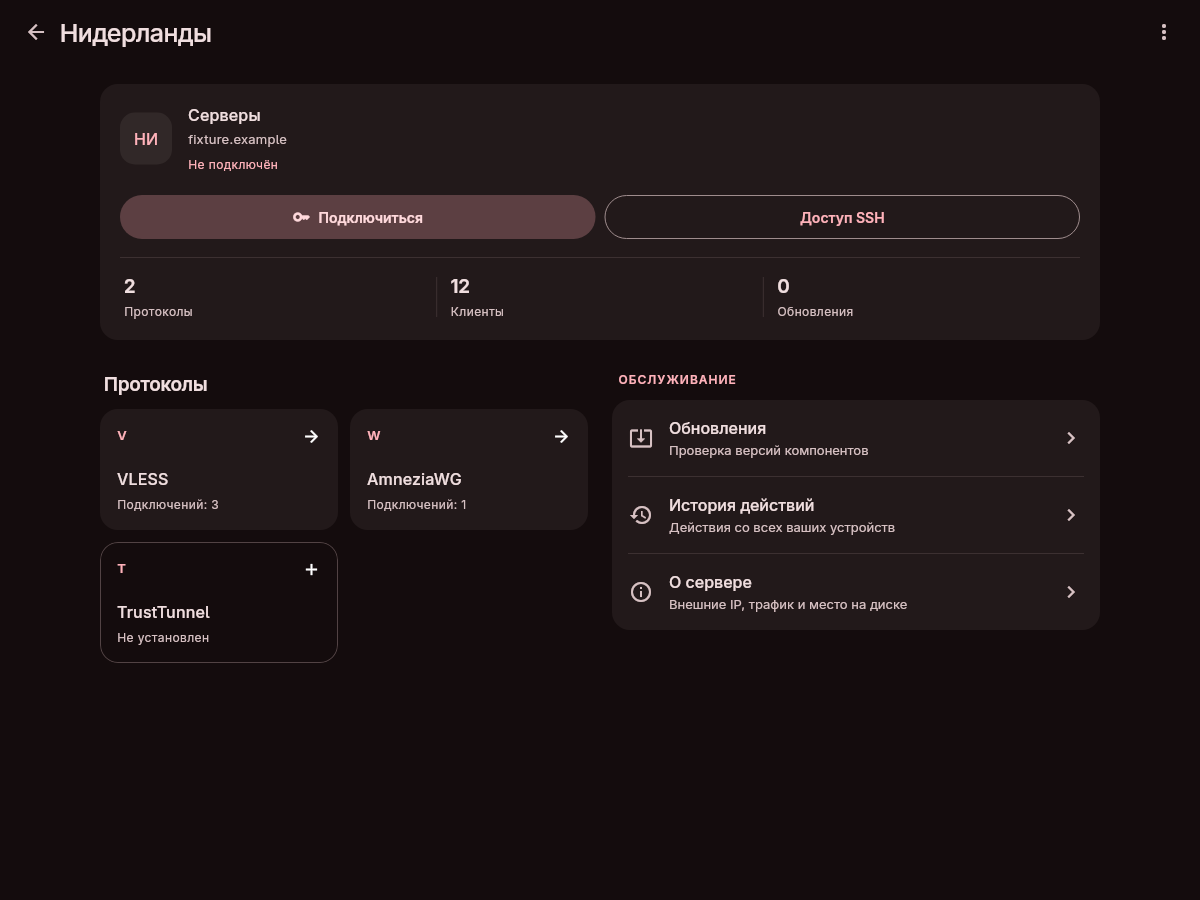 Нидерланды
НИ
Серверы
fixture.example
Не подключён
Подключиться
Доступ SSH
2
Протоколы
12
Клиенты
0
Обновления
Протоколы
V
VLESS
Подключений: 3
W
AmneziaWG
Подключений: 1
T
TrustTunnel
Не установлен
ОБСЛУЖИВАНИЕ
Обновления
Проверка версий компонентов
История действий
Действия со всех ваших устройств
О сервере
Внешние IP, трафик и место на диске